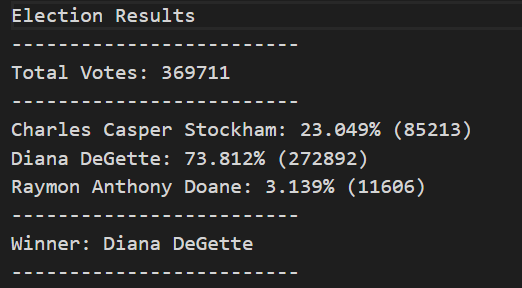 Election Results
-------------------------
Total Votes: 369711
-------------------------
Charles Casper Stockham: 23.049% (85213)
Diana DeGette: 73.812% (272892)
Raymon Anthony Doane: 3.139% (11606)
-------------------------
Winner: Diana DeGette
-------------------------